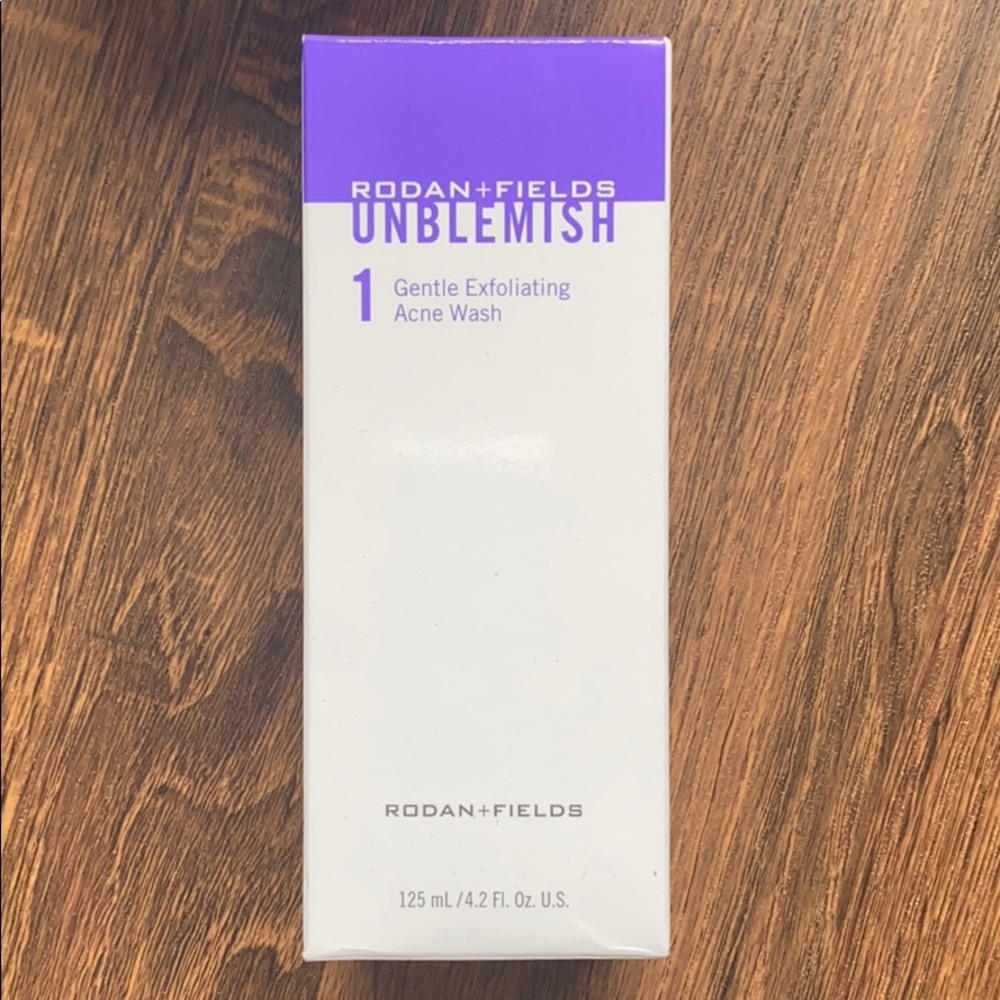 RODAN+FIELDS
UNBLEMISH
1 Gentle Exfoliating
Acne Wash
RODAN+FIELDS
125 mL / 4.2 Fl. Oz. U.S.